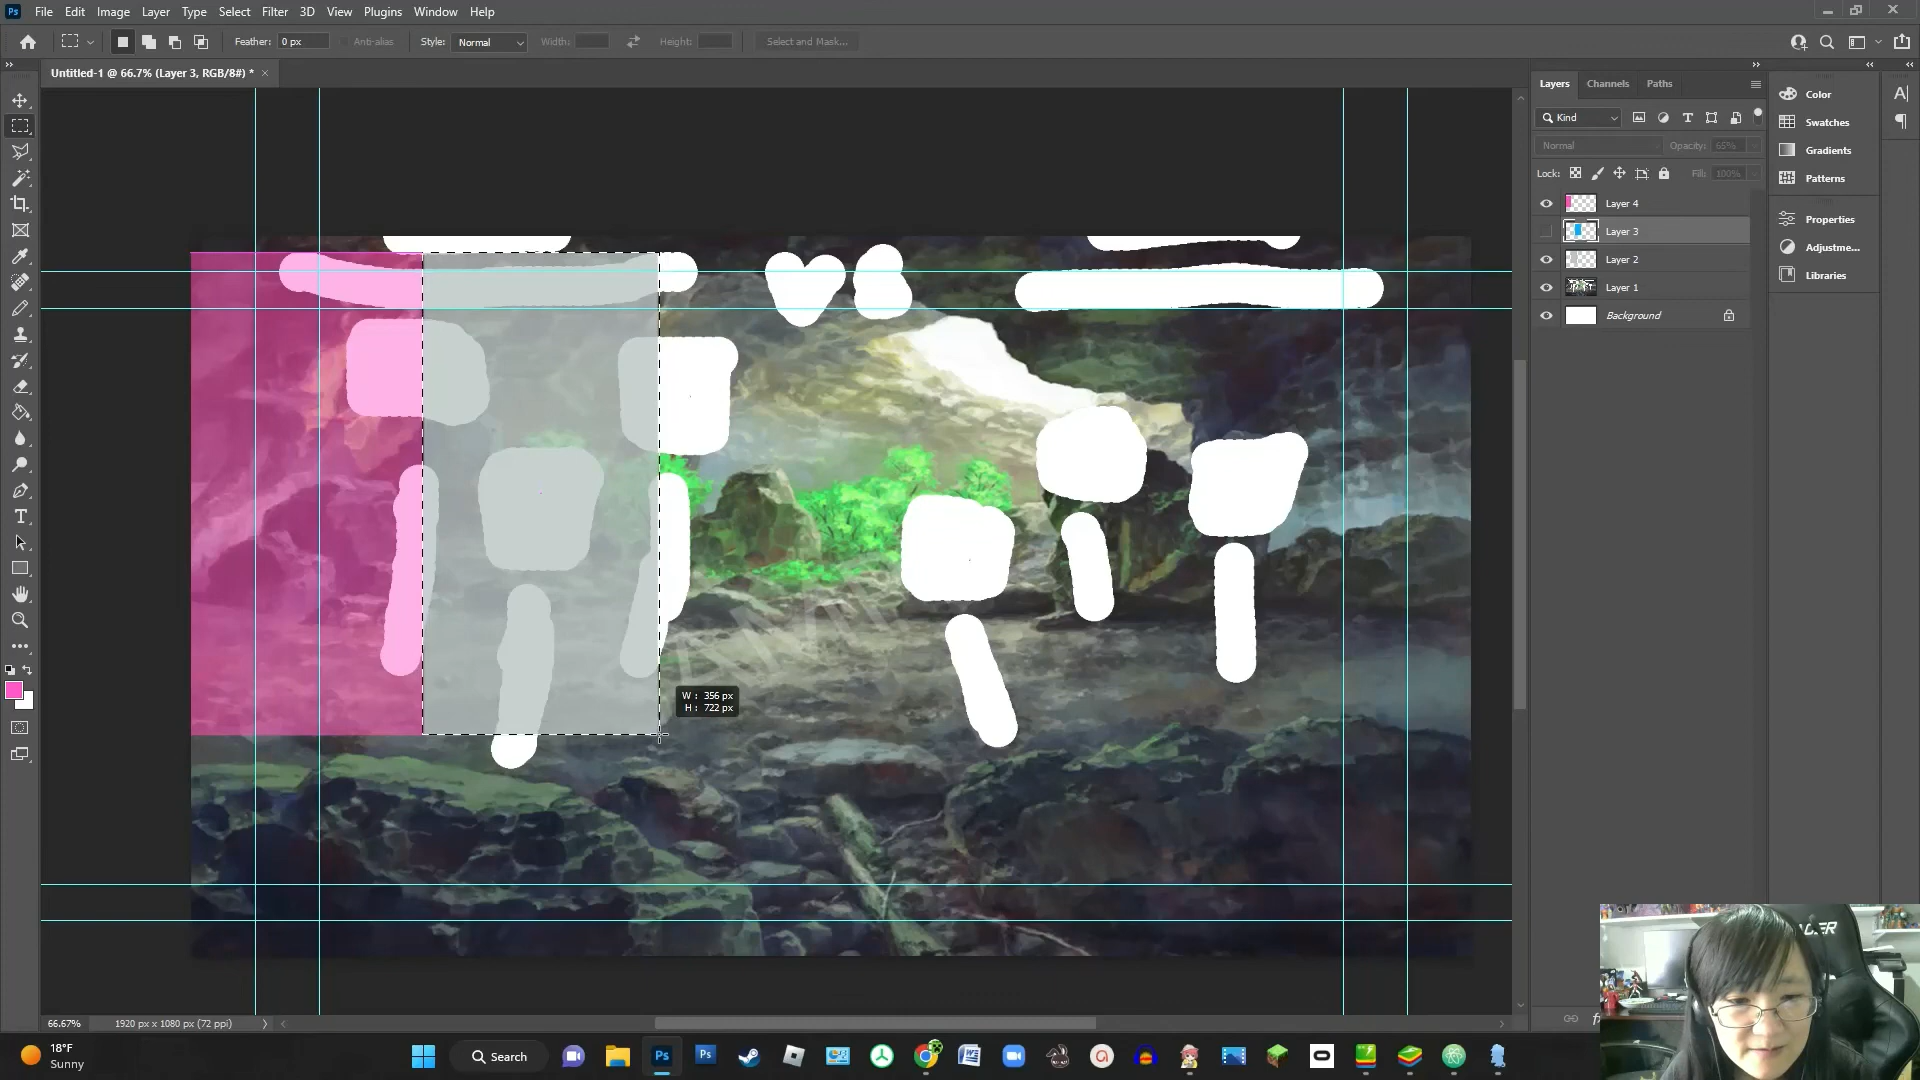 Ps File Edit Image Layer Type Select Filter 3D View Plugins Window Help
Feather: 0 px Anti-alias Style: Normal Width: Height: Select and Mask...
Untitled-1 @ 66.7% (Layer 3, RGB/8#) * ×
Layers Channels Paths
Kind
Normal Opacity: 65%
Lock: Fill: 100%
Layer 4
Layer 3
Layer 2
Layer 1
Background
Color
Swatches
Gradients
Patterns
Properties
Adjustme...
Libraries
W : 356 px
H : 722 px
66.67% 1920 px x 1080 px (72 ppi)
18°F
Sunny
Search